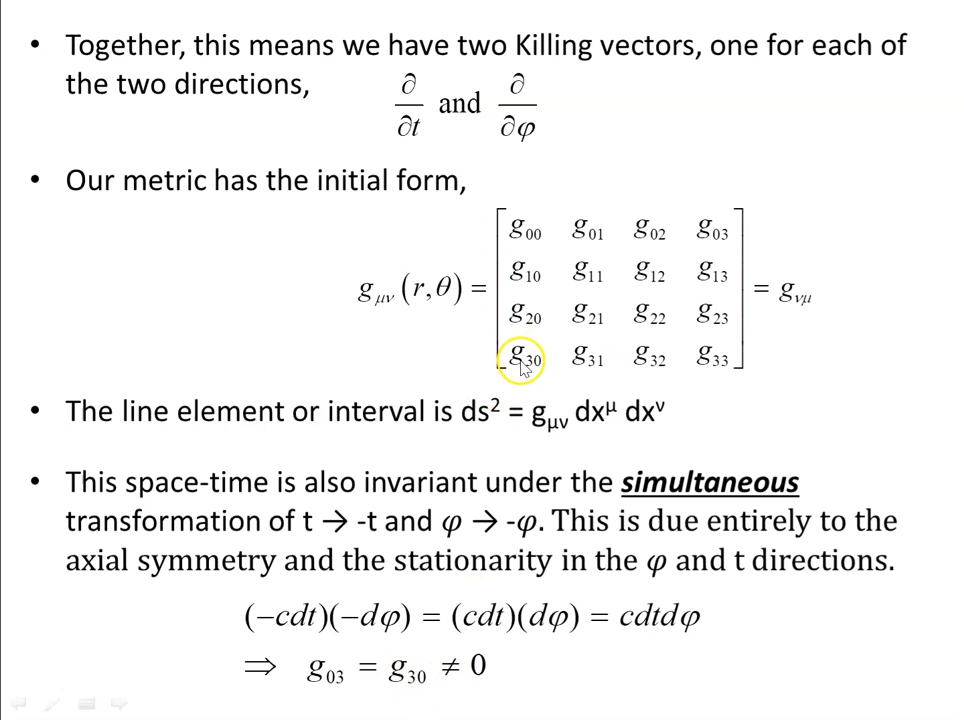 • Together, this means we have two Killing vectors, one for each of
the two directions,
∂/∂t and ∂/∂φ
• Our metric has the initial form,
g_μν (r,θ) = [ g_00 g_01 g_02 g_03
g_10 g_11 g_12 g_13
g_20 g_21 g_22 g_23
g_30 g_31 g_32 g_33 ] = g_νμ
• The line element or interval is ds² = g_μν dx^μ dx^ν
• This space-time is also invariant under the simultaneous
transformation of t → -t and φ → -φ. This is due entirely to the
axial symmetry and the stationarity in the φ and t directions.
(−cdt)(−dφ) = (cdt)(dφ) = cdtdφ
⇒ g_03 = g_30 ≠ 0